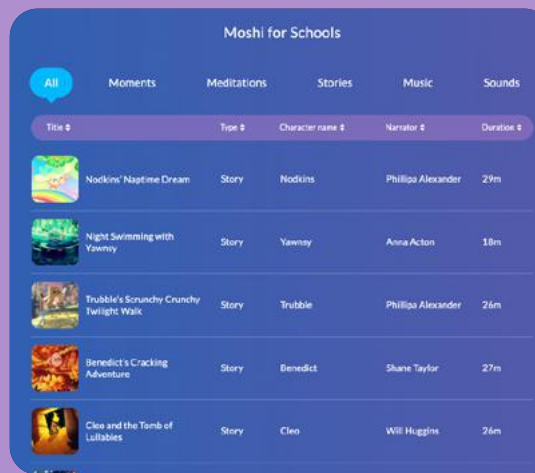 Moshi for Schools
All Moments Meditations Stories Music Sounds
Title Type Character name Narrator Duration
Nodkins' Naptime Dream Story Nodkins Phillipa Alexander 29m
Night Swimming with
Yawnsy Story Yawnsy Anna Acton 18m
Trubble's Scrunchy Crunchy
Twilight Walk Story Trubble Phillipa Alexander 26m
Benedict's Cracking
Adventure Story Benedict Shane Taylor 27m
Cleo and the Tomb of
Lullabies Story Cleo Will Huggins 26m